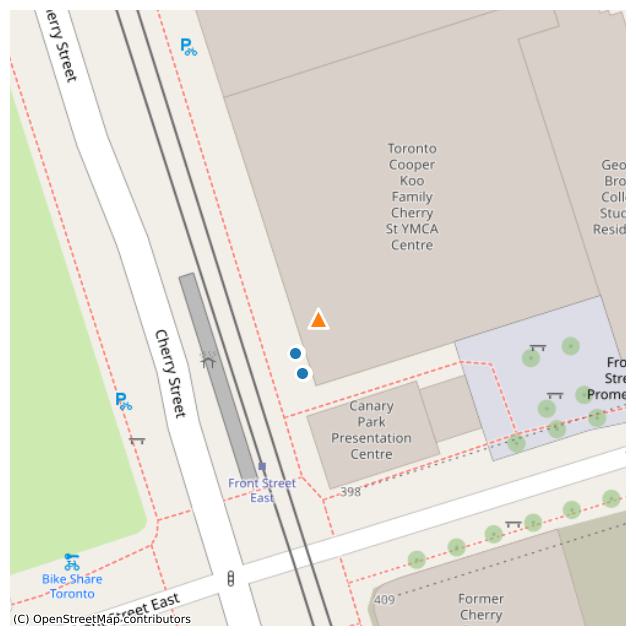 erry Street
Toronto
Cooper
Koo
Family
Cherry
St YMCA
Centre
Geo
Bro
Coll
Stud
Resid
Cherry Street
Fro
Stre
Prome
Canary
Park
Presentation
Centre
Front Street
East
398
Bike Share
Toronto
409
Former
Cherry
Street East
(C) OpenStreetMap contributors